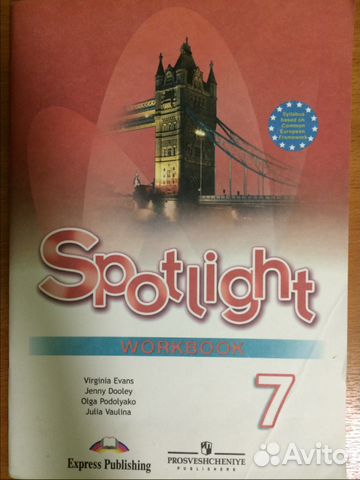 Syllabus
based on
Common
European
Framework
Spotlight
WORKBOOK
Virginia Evans
Jenny Dooley
Olga Podolyako
Julia Vaulina
7
Express Publishing
PROSVESHCHENIYE
PUBLISHERS
Avito